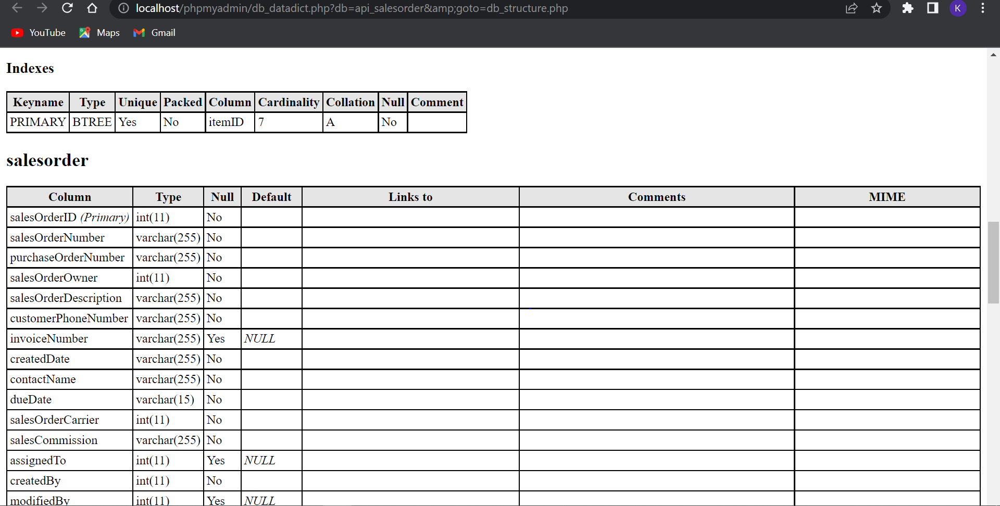 localhost/phpmyadmin/db_datadict.php?db=api_salesorder&amp;goto=db_structure.php
K
YouTube Maps Gmail
Indexes
Keyname Type Unique Packed Column Cardinality Collation Null Comment
PRIMARY BTREE Yes No itemID 7 A No
salesorder
Column Type Null Default Links to Comments MIME
salesOrderID (Primary) int(11) No
salesOrderNumber varchar(255) No
purchaseOrderNumber varchar(255) No
salesOrderOwner int(11) No
salesOrderDescription varchar(255) No
customerPhoneNumber varchar(255) No
invoiceNumber varchar(255) Yes NULL
createdDate varchar(255) No
contactName varchar(255) No
dueDate varchar(15) No
salesOrderCarrier int(11) No
salesCommission varchar(255) No
assignedTo int(11) Yes NULL
createdBy int(11) No
modifiedBy int(11) Yes NULL